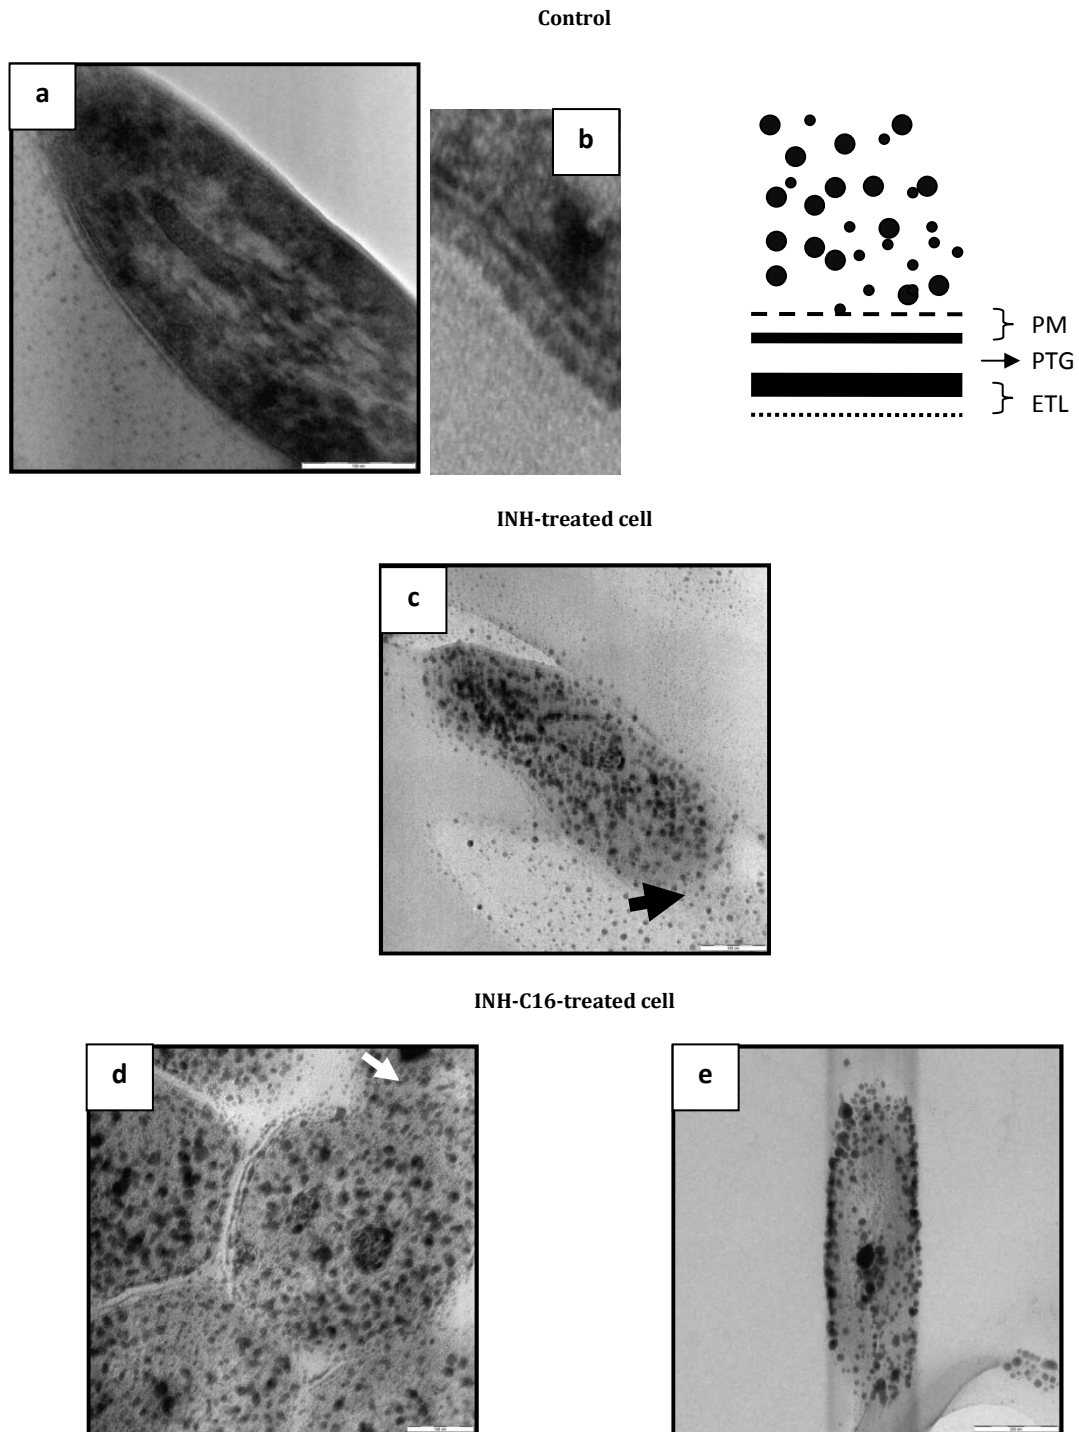 Control
a
b
PM
PTG
ETL
INH-treated cell
c
INH-C16-treated cell
d
e